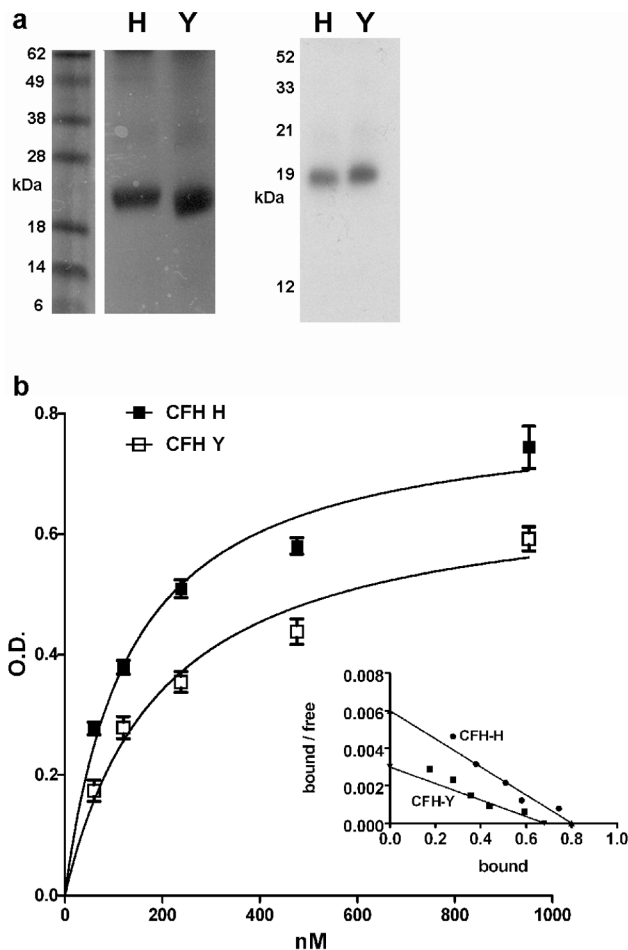 a
H Y
H Y
62
49
38
28
kDa
18
14
6
52
33
21
19
kDa
12
b
CFH H
CFH Y
0.8
0.6
0.4
0.2
0.0
O.D.
0 200 400 600 800 1000
nM
0.008
0.006
0.004
0.002
0.000
bound / free
CFH-H
CFH-Y
0.0 0.2 0.4 0.6 0.8 1.0
bound